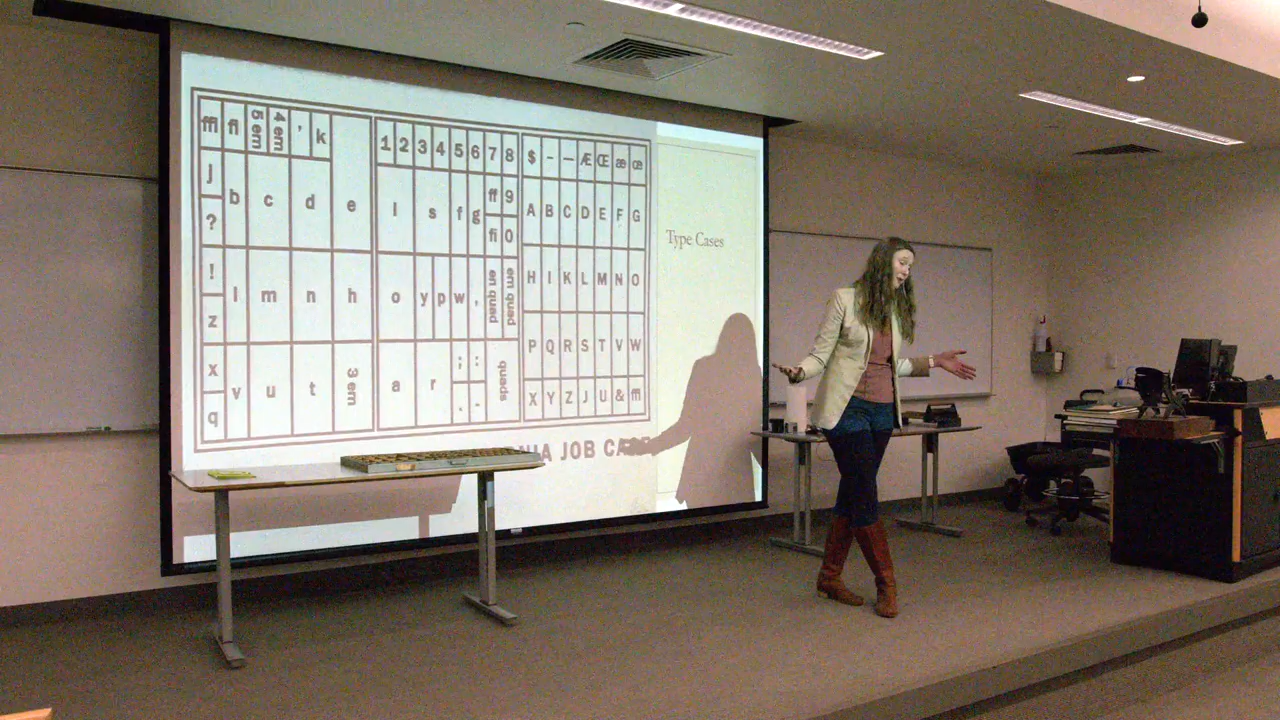 ffl fl 5 em 4 em ' k 1 2 3 4 5 6 7 8 $ - — Æ Œ æ œ
j b c d e i s f g ff 9 A B C D E F G
? fi 0
! l m n h o y p w , en quad em quad H I K L M N O
z
x v u t 3 em a r ; : quads P Q R S T V W
q . - X Y Z J U & ffi
JOB
Type Cases